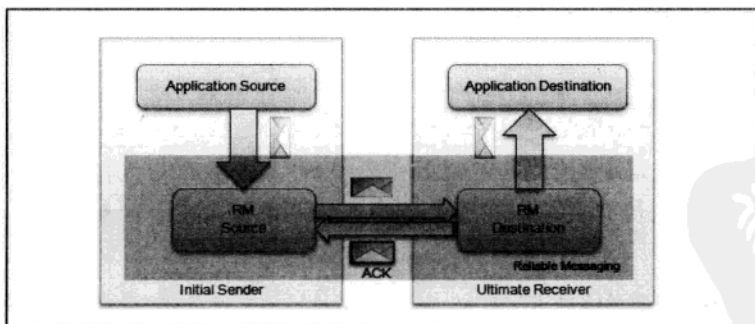 Application Source
Application Destination
RM
Source
RM
Destination
Reliable Messaging
ACK
Initial Sender
Ultimate Receiver